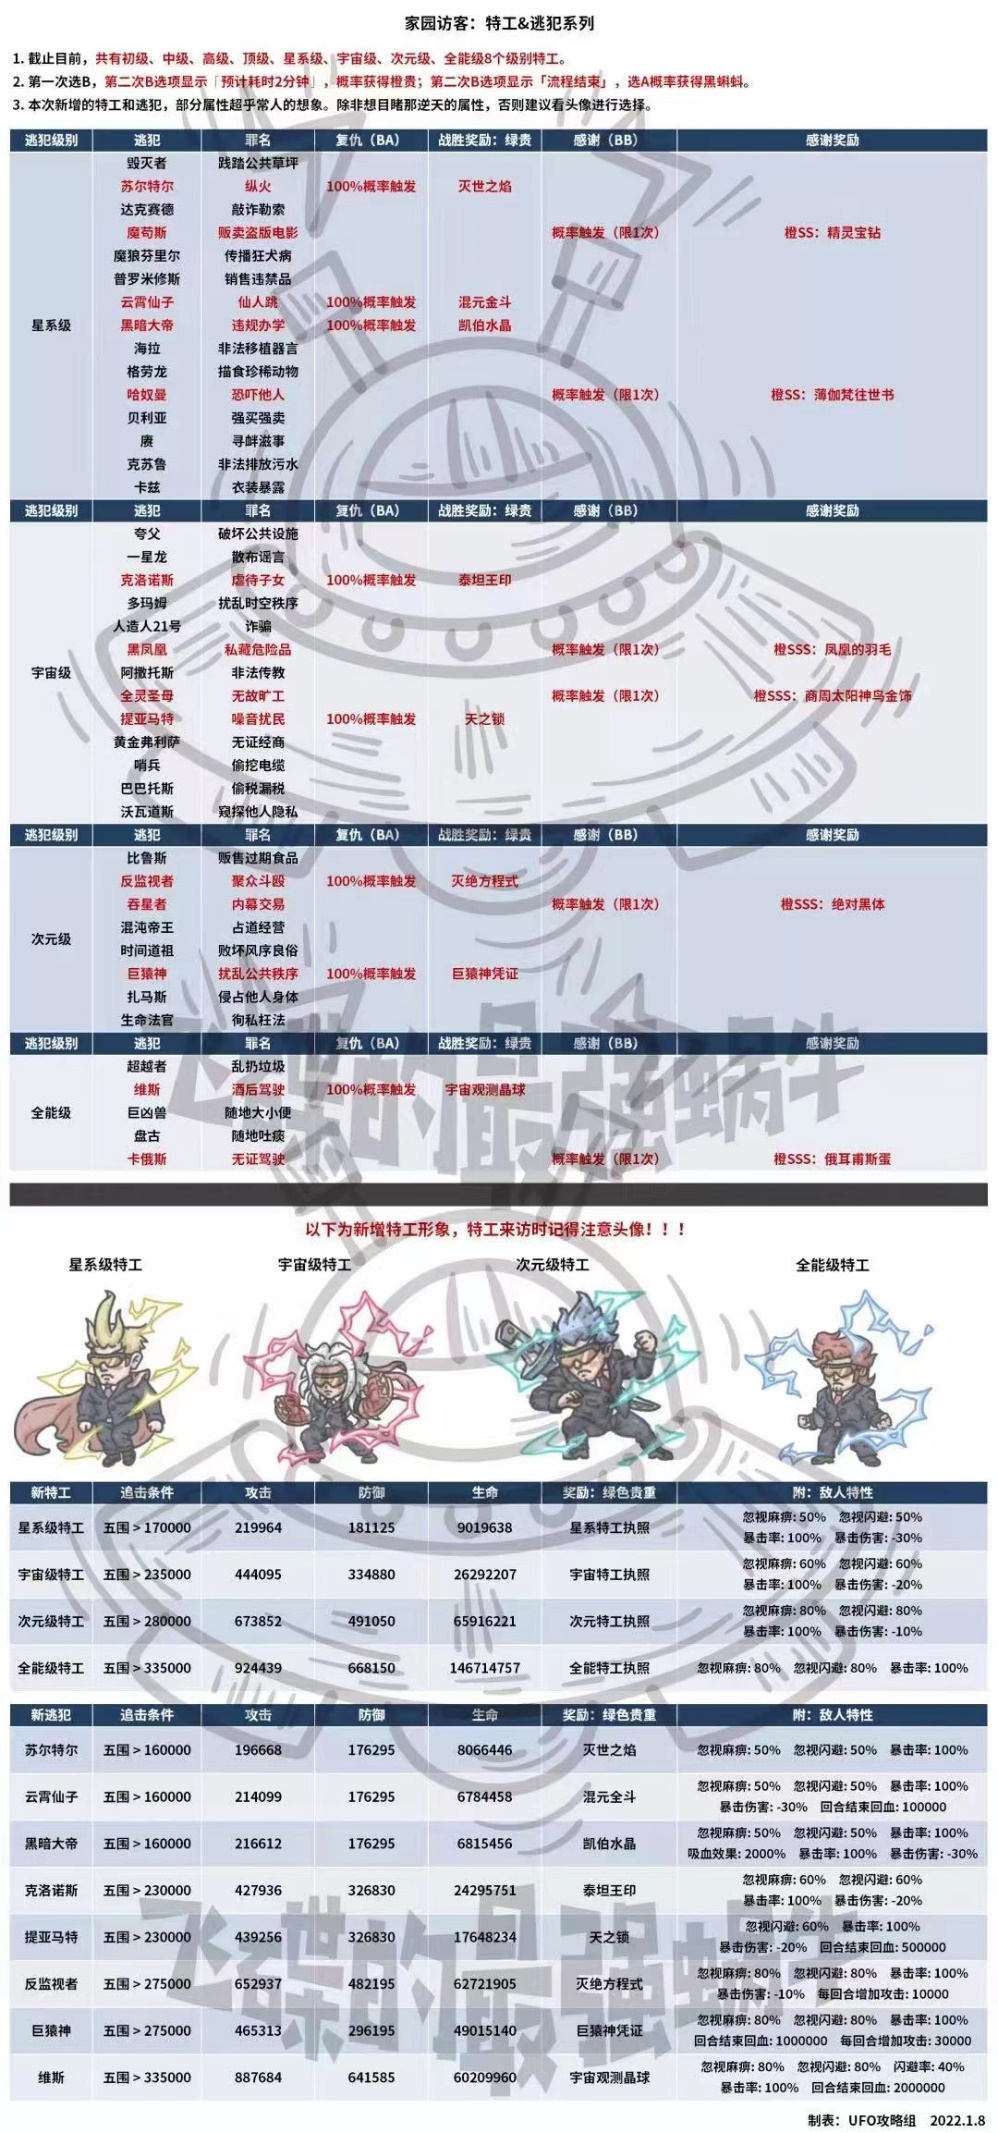 家园访客：特工&逃犯系列
1. 截止目前，共有初级、中级、高级、顶级、星系级、宇宙级、次元级、全能级8个级别特工。
2. 第一次选B，第二次B选项显示「预计耗时2分钟」，概率获得橙贵；第二次B选项显示「流程结束」，选A概率获得黑蝌蚪。
3. 本次新增的特工和逃犯，部分属性超乎常人的想象。除非想目睹那逆天的属性，否则建议看头像进行选择。
逃犯级别 逃犯 罪名 复仇（BA） 战胜奖励：绿贵 感谢（BB） 感谢奖励
毁灭者 践踏公共草坪
苏尔特尔 纵火 100%概率触发 灭世之焰
达克赛德 敲诈勒索
魔苟斯 贩卖盗版电影 概率触发（限1次） 橙SS：精灵宝钻
魔狼芬里尔 传播狂犬病
普罗米修斯 销售违禁品
云霄仙子 仙人跳 100%概率触发 混元金斗
星系级 黑暗大帝 违规办学 100%概率触发 凯伯水晶
海拉 非法移植器言
格劳龙 描食珍稀动物
哈奴曼 恐吓他人 概率触发（限1次） 橙SS：薄伽梵往世书
贝利亚 强买强卖
赓 寻衅滋事
克苏鲁 非法排放污水
卡兹 衣装暴露
逃犯级别 逃犯 罪名 复仇（BA） 战胜奖励：绿贵 感谢（BB） 感谢奖励
夸父 破坏公共设施
一星龙 散布谣言
克洛诺斯 虐待子女 100%概率触发 泰坦王印
多玛姆 扰乱时空秩序
人造人21号 诈骗
黑凤凰 私藏危险品 概率触发（限1次） 橙SSS：凤凰的羽毛
宇宙级 阿撒托斯 非法传教
全灵圣母 无故旷工 概率触发（限1次） 橙SSS：商周太阳神鸟金饰
提亚马特 噪音扰民 100%概率触发 天之锁
黄金弗利萨 无证经商
哨兵 偷挖电缆
巴巴托斯 偷税漏税
沃瓦道斯 窥探他人隐私
逃犯级别 逃犯 罪名 复仇（BA） 战胜奖励：绿贵 感谢（BB） 感谢奖励
比鲁斯 贩售过期食品
反监视者 聚众斗殴 100%概率触发 灭绝方程式
吞星者 内幕交易 概率触发（限1次） 橙SSS：绝对黑体
混沌帝王 占道经营
次元级 时间道祖 败坏风序良俗
巨猿神 扰乱公共秩序 100%概率触发 巨猿神凭证
扎马斯 侵占他人身体
生命法官 徇私枉法
逃犯级别 逃犯 罪名 复仇（BA） 战胜奖励：绿贵 感谢（BB） 感谢奖励
超越者 乱扔垃圾
维斯 酒后驾驶 100%概率触发 宇宙观测晶球
全能级 巨凶兽 随地大小便
盘古 随地吐痰
卡俄斯 无证驾驶 概率触发（限1次） 橙SSS：俄耳甫斯蛋
飞碟的最强蜗牛
以下为新增特工形象，特工来访时记得注意头像！！！
星系级特工 宇宙级特工 次元级特工 全能级特工
新特工 追击条件 攻击 防御 生命 奖励：绿色贵重 附：敌人特性
星系级特工 五围＞170000 219964 181125 9019638 星系特工执照 忽视麻痹: 50% 忽视闪避: 50%
暴击率: 100% 暴击伤害: -30%
宇宙级特工 五围＞235000 444095 334880 26292207 宇宙特工执照 忽视麻痹: 60% 忽视闪避: 60%
暴击率: 100% 暴击伤害: -20%
次元级特工 五围＞280000 673852 491050 65916221 次元特工执照 忽视麻痹: 80% 忽视闪避: 80%
暴击率: 100% 暴击伤害: -10%
全能级特工 五围＞335000 924439 668150 146714757 全能特工执照 忽视麻痹: 80% 忽视闪避: 80% 暴击率: 100%
新逃犯 追击条件 攻击 防御 生命 奖励：绿色贵重 附：敌人特性
苏尔特尔 五围＞160000 196668 176295 8066446 灭世之焰 忽视麻痹: 50% 忽视闪避: 50% 暴击率: 100%
云霄仙子 五围＞160000 214099 176295 6784458 混元全斗 忽视麻痹: 50% 忽视闪避: 50% 暴击率: 100%
暴击伤害: -30% 回合结束回血: 100000
黑暗大帝 五围＞160000 216612 176295 6815456 凯伯水晶 忽视麻痹: 50% 忽视闪避: 50% 暴击率: 100%
吸血效果: 2000% 暴击率: 100% 暴击伤害: -30%
克洛诺斯 五围＞230000 427936 326830 24295751 泰坦王印 忽视麻痹: 60% 忽视闪避: 60%
暴击率: 100% 暴击伤害: -20%
提亚马特 五围＞230000 439256 326830 17648234 天之锁 忽视闪避: 60% 暴击率: 100%
暴击伤害: -20% 回合结束回血: 500000
反监视者 五围＞275000 652937 482195 62721905 灭绝方程式 忽视麻痹: 80% 忽视闪避: 80% 暴击率: 100%
暴击伤害: -10% 每回合增加攻击: 10000
巨猿神 五围＞275000 465313 296195 49015140 巨猿神凭证 忽视麻痹: 80% 忽视闪避: 80% 暴击率: 100%
回合结束回血: 1000000 每回合增加攻击: 30000
维斯 五围＞335000 887684 641585 60209960 宇宙观测晶球 忽视麻痹: 80% 忽视闪避: 80% 闪避率: 40%
暴击率: 100% 回合结束回血: 2000000
飞碟的最强蜗牛
制表：UFO攻略组 2022.1.8